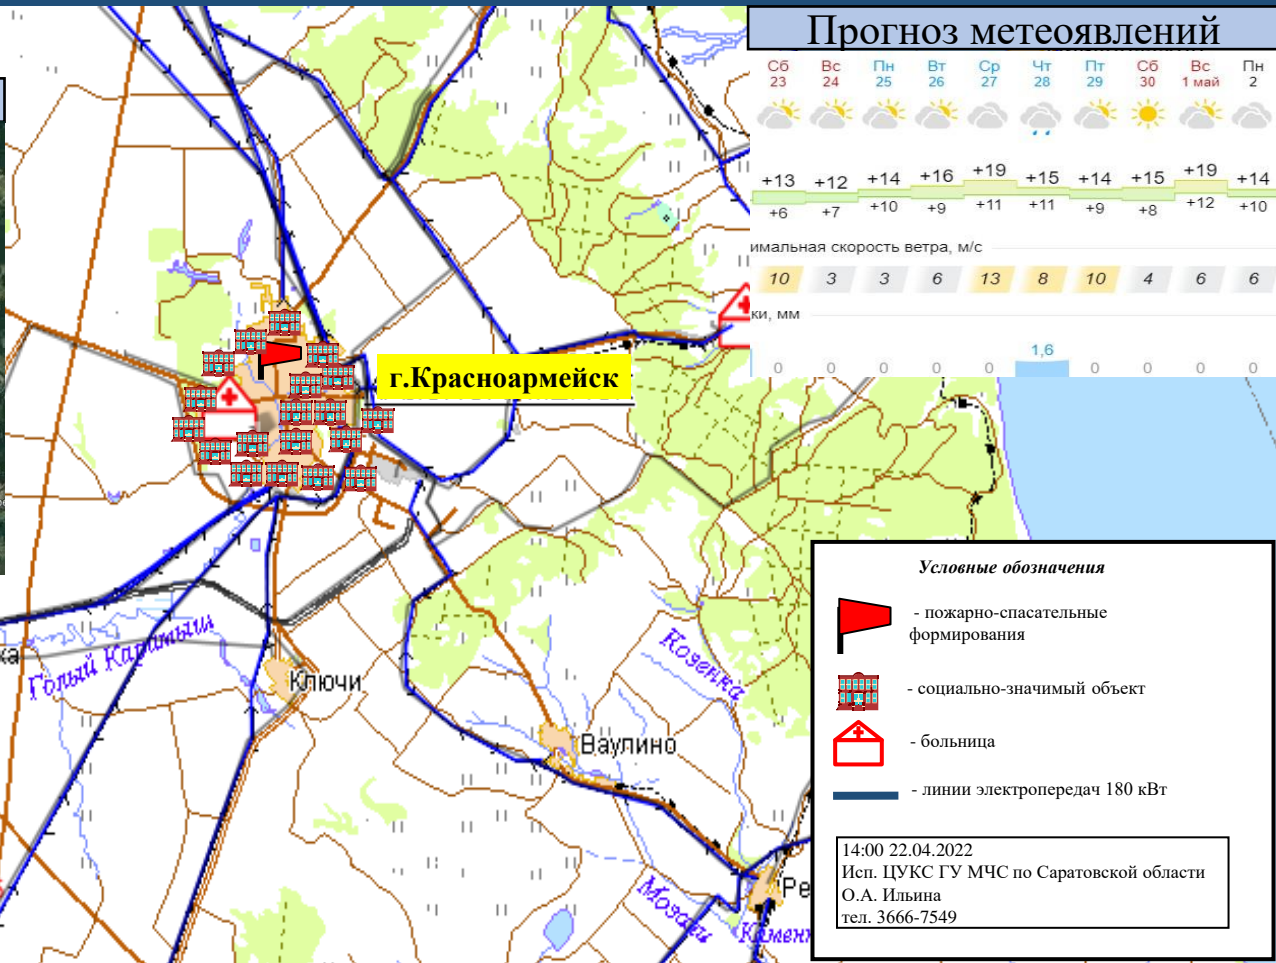 Прогноз метеоявлений
Сб Вс Пн Вт Ср Чт Пт Сб Вс Пн
23 24 25 26 27 28 29 30 1 май 2
+13 +12 +14 +16 +19 +15 +14 +15 +19 +14
+6 +7 +10 +9 +11 +11 +9 +8 +12 +10
имальная скорость ветра, м/с
10 3 3 6 13 8 10 4 6 6
ки, мм
1,6
0 0 0 0 0 0 0 0 0
г.Красноармейск
Голый Карамыш
ка
Ключи
Козенка
Ваулино
Ре
Камен
Условные обозначения
- пожарно-спасательные
формирования
- социально-значимый объект
- больница
- линии электропередач 180 кВт
14:00 22.04.2022
Исп. ЦУКС ГУ МЧС по Саратовской области
О.А. Ильина
тел. 3666-7549